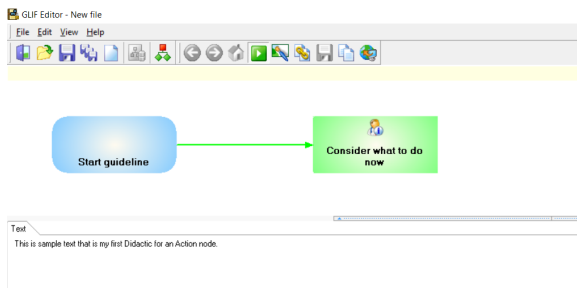 GLIF Editor - New file
File Edit View Help
Start guideline
Consider what to do
now
Text
This is sample text that is my first Didactic for an Action node.